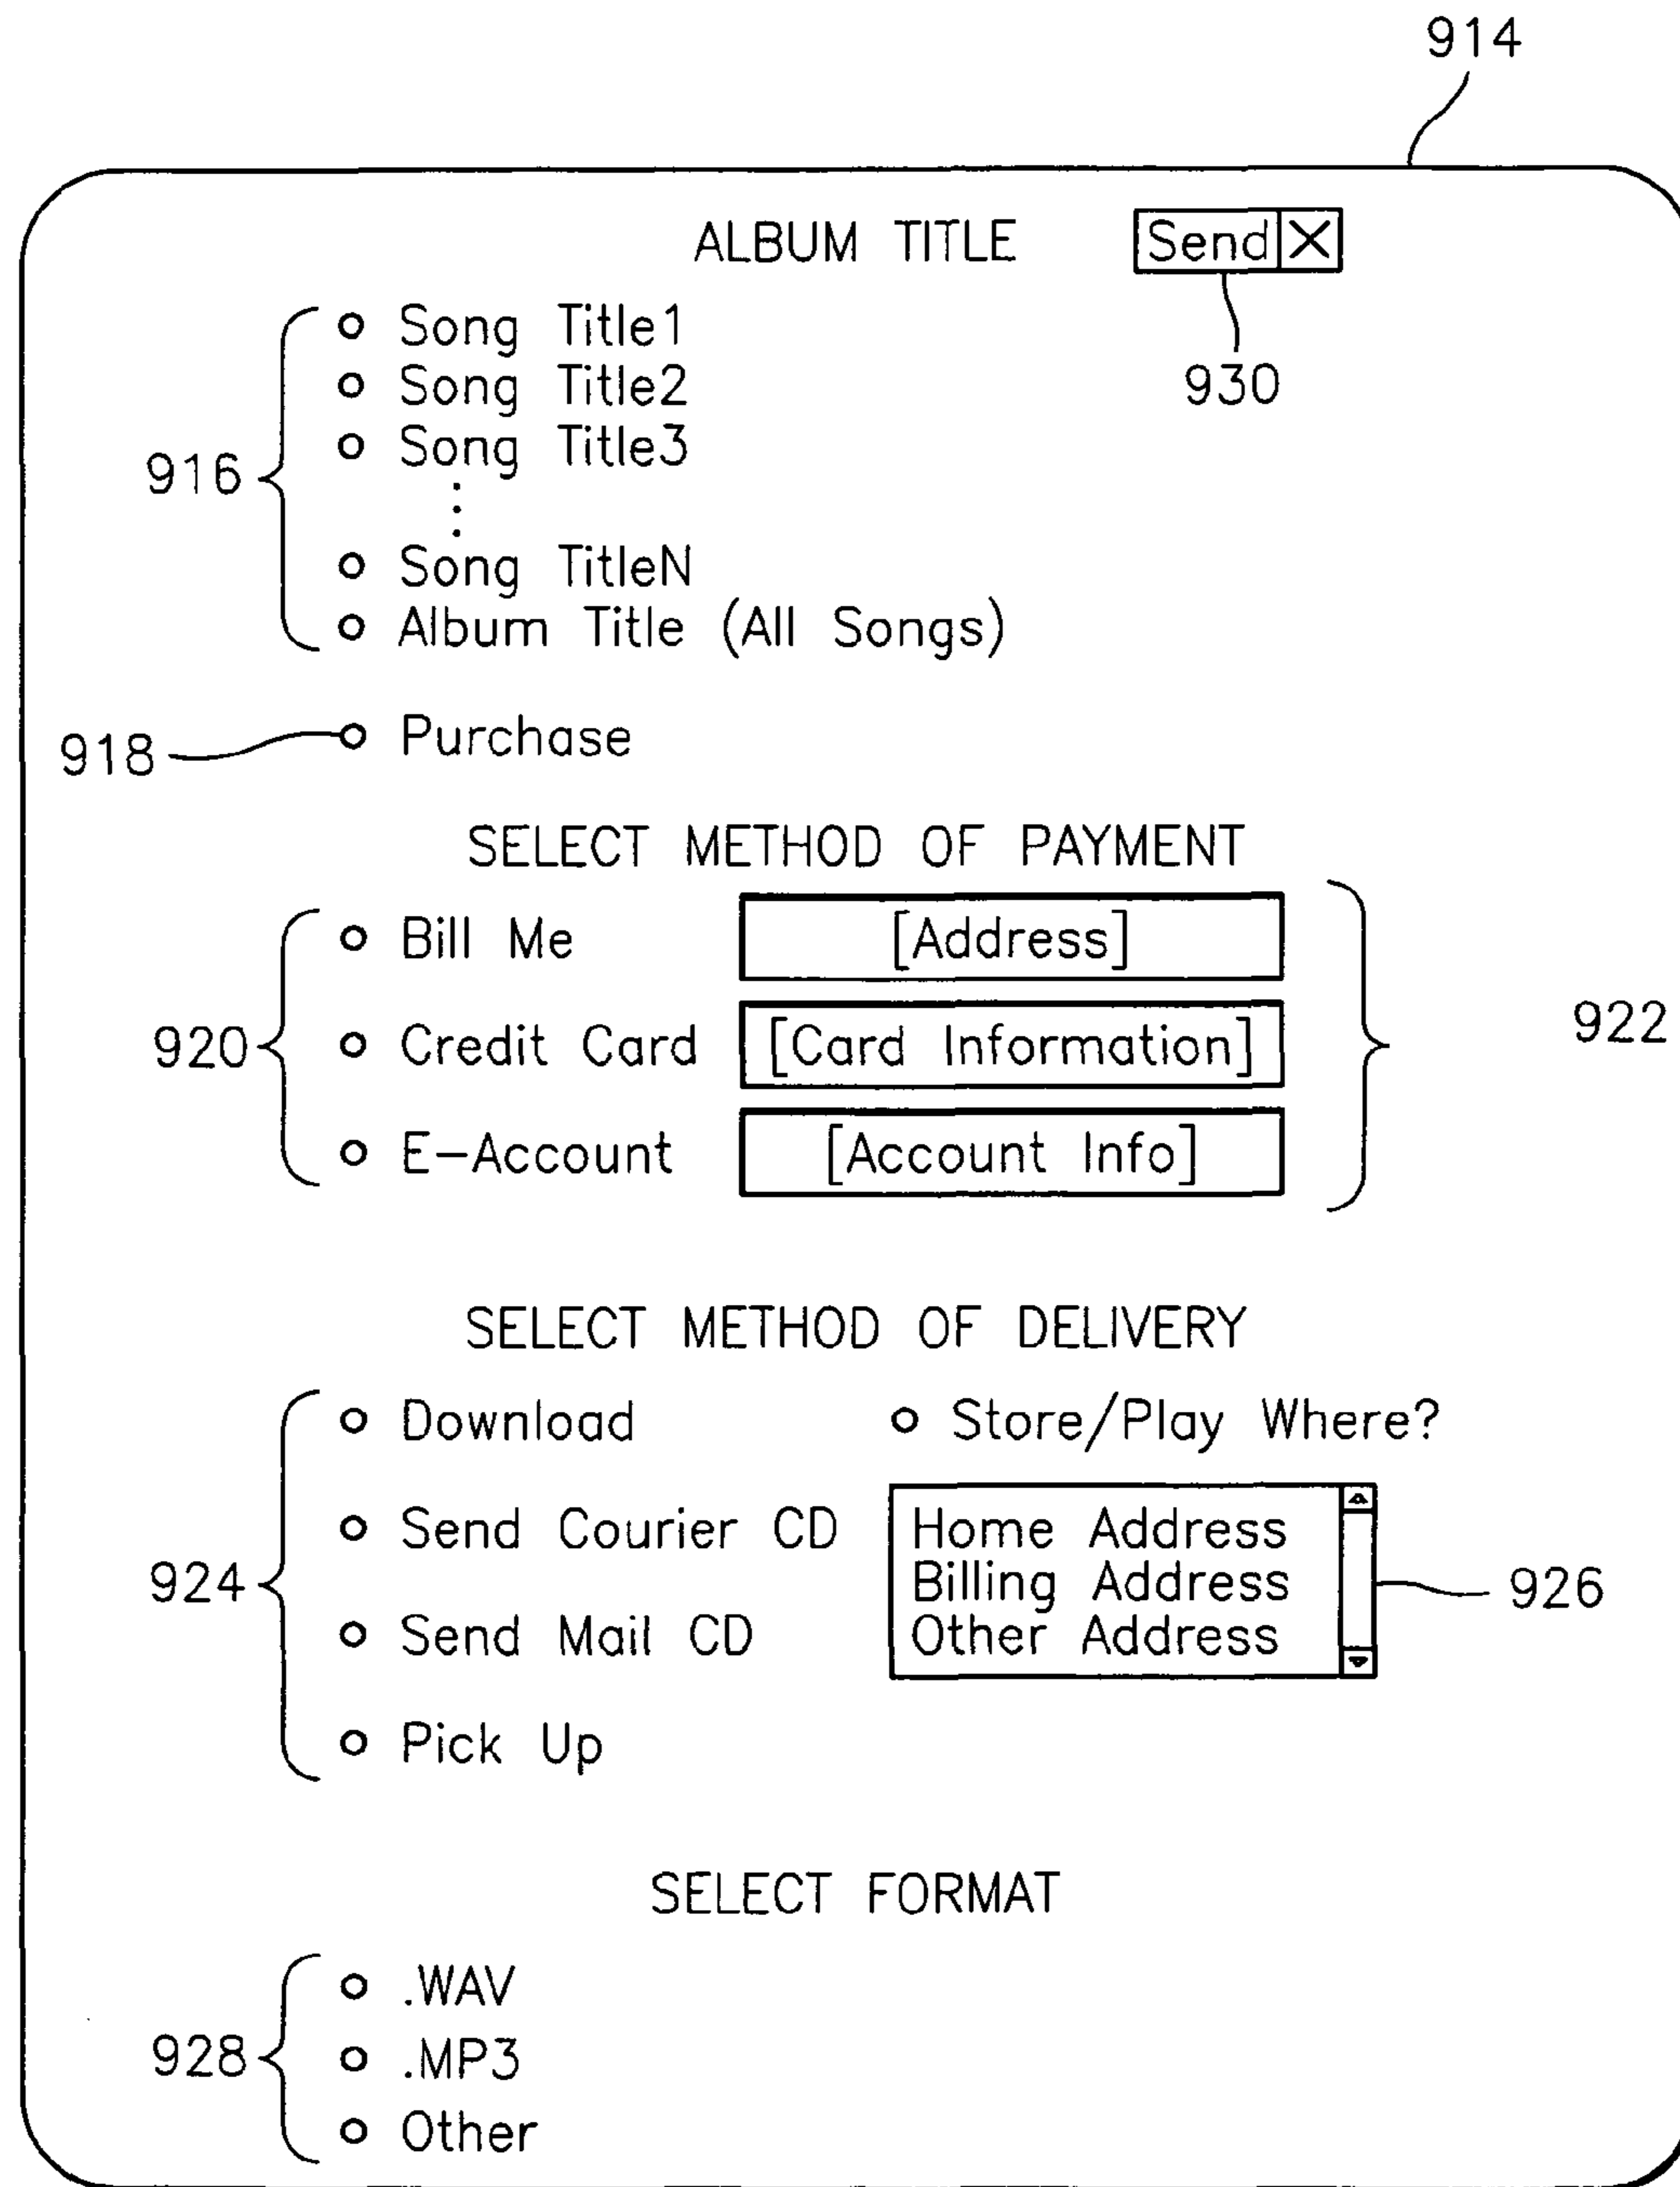 914
ALBUM TITLE Send X
930
Song Title1
Song Title2
Song Title3
916
Song TitleN
Album Title (All Songs)
918 Purchase
SELECT METHOD OF PAYMENT
Bill Me [Address]
920 Credit Card [Card Information] 922
E-Account [Account Info]
SELECT METHOD OF DELIVERY
Download Store/Play Where?
Send Courier CD Home Address
924 Billing Address 926
Send Mail CD Other Address
Pick Up
SELECT FORMAT
.WAV
928 .MP3
Other